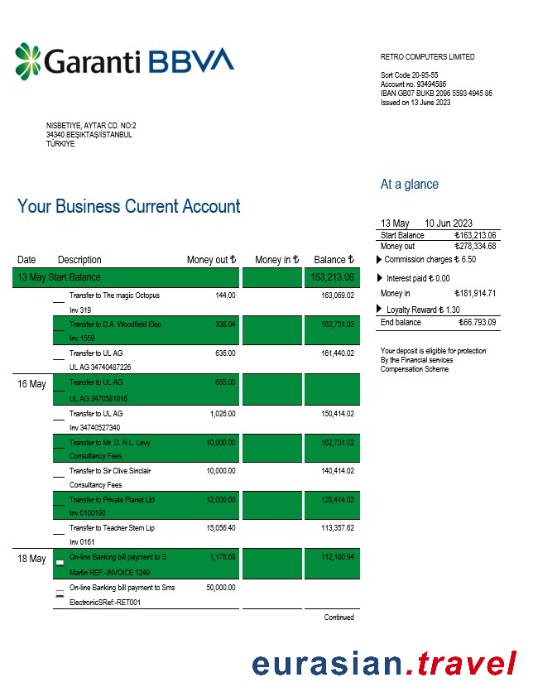 Garanti BBVA
RETRO COMPUTERS LIMITED
Sort Code 20-95-55
Account no. 93494586
IBAN GB07 BUKB 2096 5593 4945 86
Issued on 13 June 2023
NISBETIYE, AYTAR CD. NO:2
34340 BEŞIKTAŞ/ISTANBUL
TÜRKIYE
At a glance
Your Business Current Account
13 May 10 Jun 2023
Start Balance ₺163,213.06
Money out ₺278,334.68
Commission charges ₺ 6.50
Interest paid ₺ 0.00
Money in ₺181,914.71
Loyalty Reward ₺ 1.30
End balance ₺66.793.09
Your deposit is eligible for protection
By the Financial services
Compensation Scheme
Date Description Money out ₺ Money in ₺ Balance ₺
13 May Start Balance 163,213.06
Transfer to The magic Octopus 144.00 163,069.02
Inv 319
Transfer to D.A. Woodfield Elec 338.04 162,731.02
Inv 1559
Transfer to UL AG 636.00 161,440.02
UL AG 34740487226
16 May Transfer to UL AG 655.00
UL AG 3470581916
Transfer to UL AG 1,026.00 150,414.02
Inv 34740527340
Transfer to Mr. D. N.L. Levy 10,000.00 162,731.02
Consultancy Fees
Transfer to Sir Clive Sinclair 10,000.00 140,414.02
Consultancy Fees
Transfer to Private Planet Ltd 12,000.00 128,414.02
Inv 0100190
Transfer to Teacher Stem Lip 15,056.40 113,357.62
Inv 0161
18 May On-line Banking bill payment to S 1,176.68 112,180.94
Martin REF:-INVOICE 1249
On-line Banking bill payment to Sms 50,000.00
ElectronicSRef:-RET001
Continued
eurasian.travel